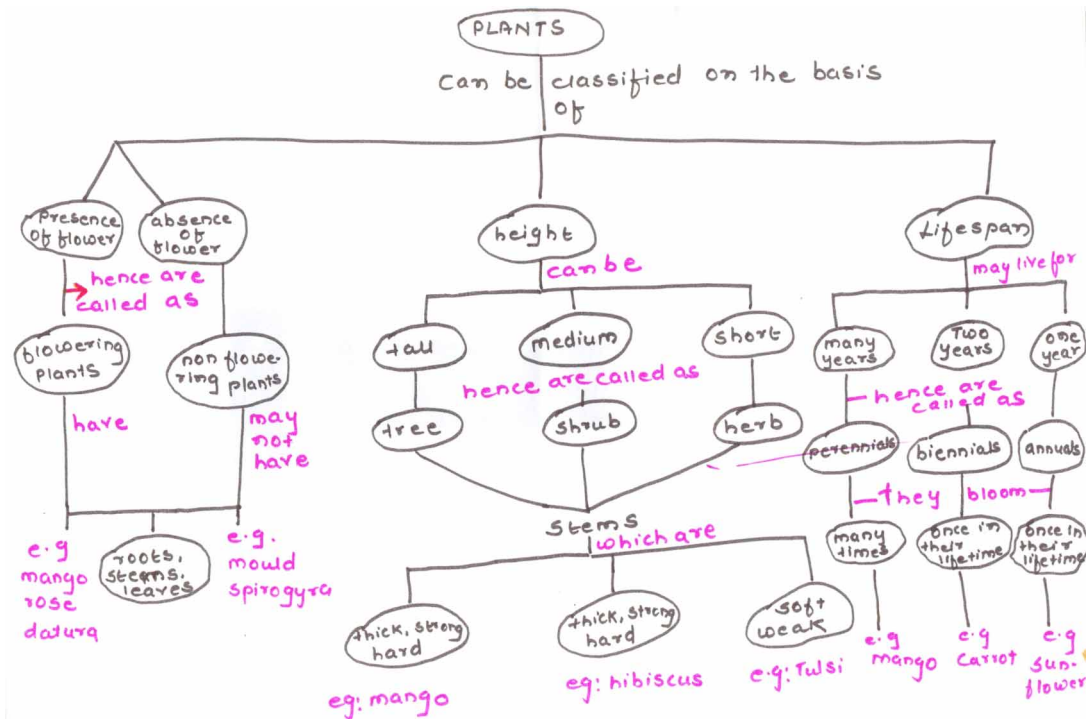 PLANTS
can be classified on the basis
of
Presence
of flower
absence
of
flower
height
Lifespan
hence are
called as
can be
may live for
flowering
plants
non flowe-
ring plants
tall
medium
short
many
years
Two
years
one
year
hence are called as
hence are
called as
have
may
not
have
tree
shrub
herb
perennials
biennials
annuals
they bloom
stems
which are
e.g
mango
rose
datura
roots,
stems,
leaves
e.g.
mould
spirogyra
many
times
once in
their
lifetime
once in
their
lifetime
thick, strong
hard
thick, strong
hard
soft
weak
eg: mango
eg: hibiscus
e.g: Tulsi
e.g
mango
e.g
carrot
e.g
sun-
flower